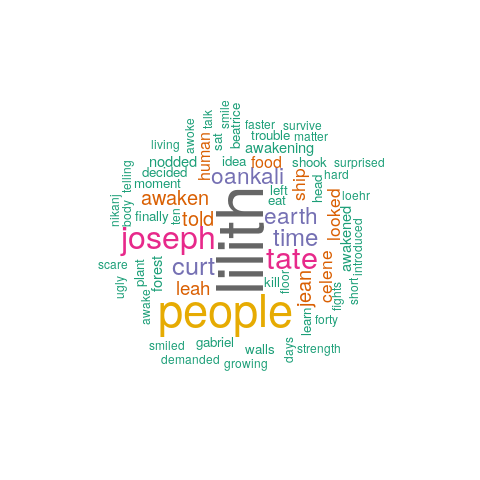 lilith
people
joseph
tate
curt
time
earth
oankali
awaken
told
leah
jean
celene
looked
ship
food
human
awakening
trouble
matter
faster
survive
beatrice
smile
talk
sat
awoke
living
nodded
idea
shook
surprised
decided
moment
telling
body
nikanj
finally
ten
left
eat
head
hard
loehr
awakened
introduced
short
fights
forty
learn
floor
kill
scare
ugly
plant
forest
awake
smiled
demanded
gabriel
growing
walls
days
strength